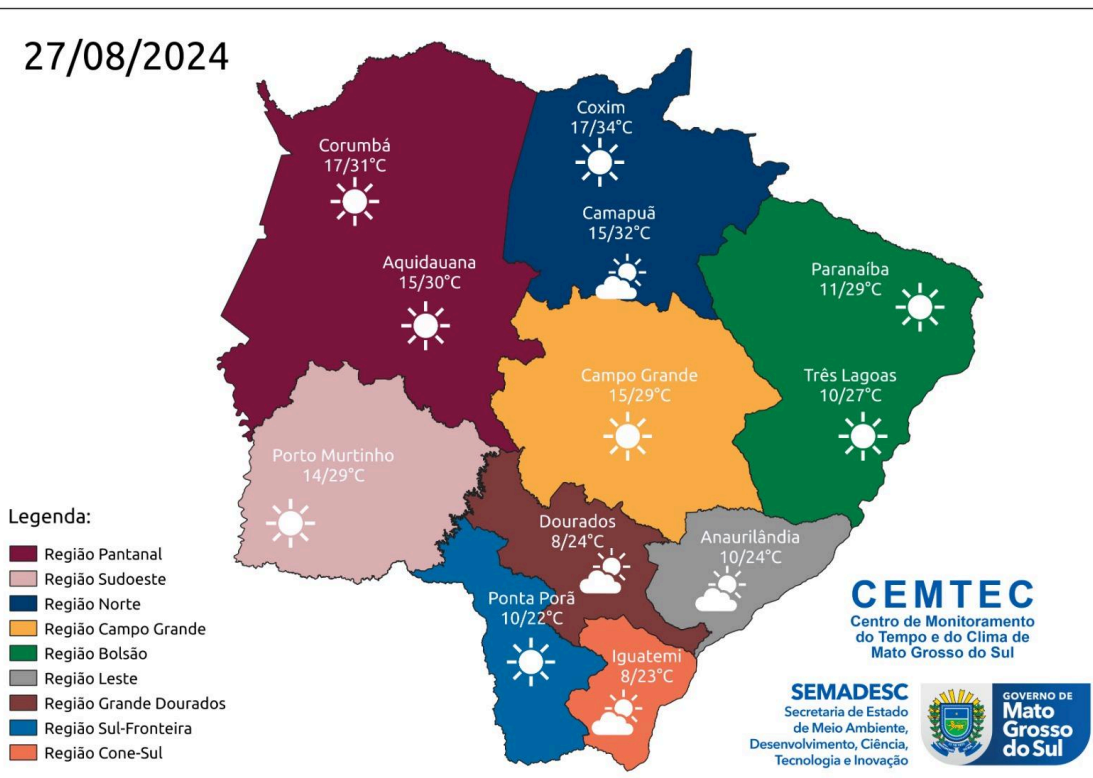 27/08/2024
Coxim
17/34°C
Corumbá
17/31°C
Camapuã
15/32°C
Aquidauana
15/30°C
Paranaíba
11/29°C
Campo Grande
15/29°C
Três Lagoas
10/27°C
Porto Murtinho
14/29°C
Dourados
8/24°C
Anaurilândia
10/24°C
Ponta Porã
10/22°C
Iguatemi
8/23°C
Legenda:
Região Pantanal
Região Sudoeste
Região Norte
Região Campo Grande
Região Bolsão
Região Leste
Região Grande Dourados
Região Sul-Fronteira
Região Cone-Sul
CEMTEC
Centro de Monitoramento
do Tempo e do Clima de
Mato Grosso do Sul
SEMADESC
Secretaria de Estado
de Meio Ambiente,
Desenvolvimento, Ciência,
Tecnologia e Inovação
GOVERNO DE
Mato
Grosso
do Sul